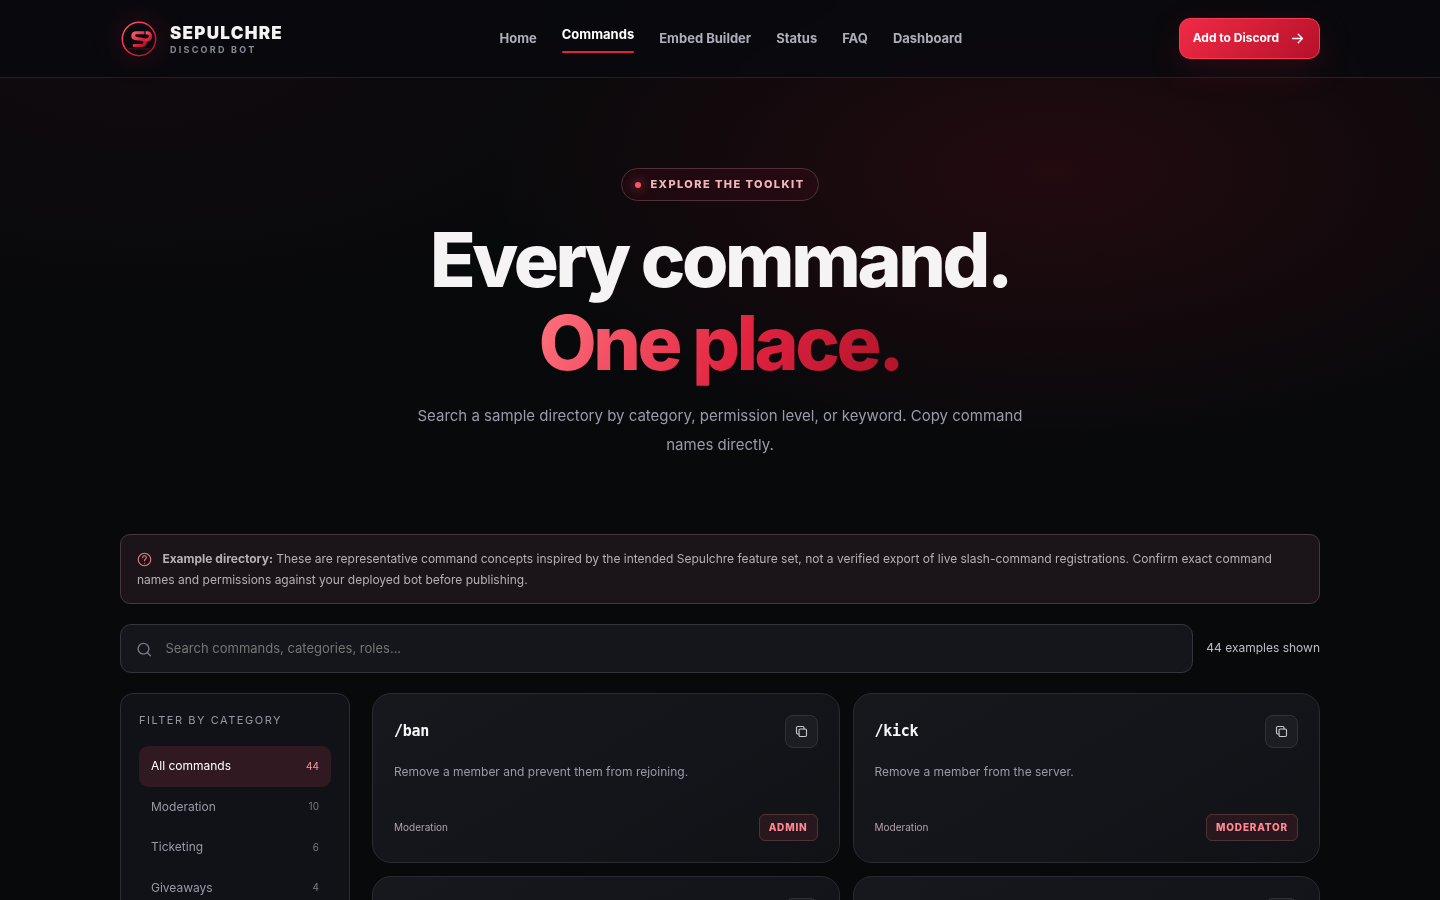 SEPULCHRE
DISCORD BOT
Home
Commands
Embed Builder
Status
FAQ
Dashboard
Add to Discord
EXPLORE THE TOOLKIT
Every command.
One place.
Search a sample directory by category, permission level, or keyword. Copy command
names directly.
Example directory: These are representative command concepts inspired by the intended Sepulchre feature set, not a verified export of live slash-command registrations. Confirm exact command
names and permissions against your deployed bot before publishing.
Search commands, categories, roles...
44 examples shown
FILTER BY CATEGORY
All commands 44
Moderation 10
Ticketing 6
Giveaways 4
/ban
Remove a member and prevent them from rejoining.
Moderation
ADMIN
/kick
Remove a member from the server.
Moderation
MODERATOR